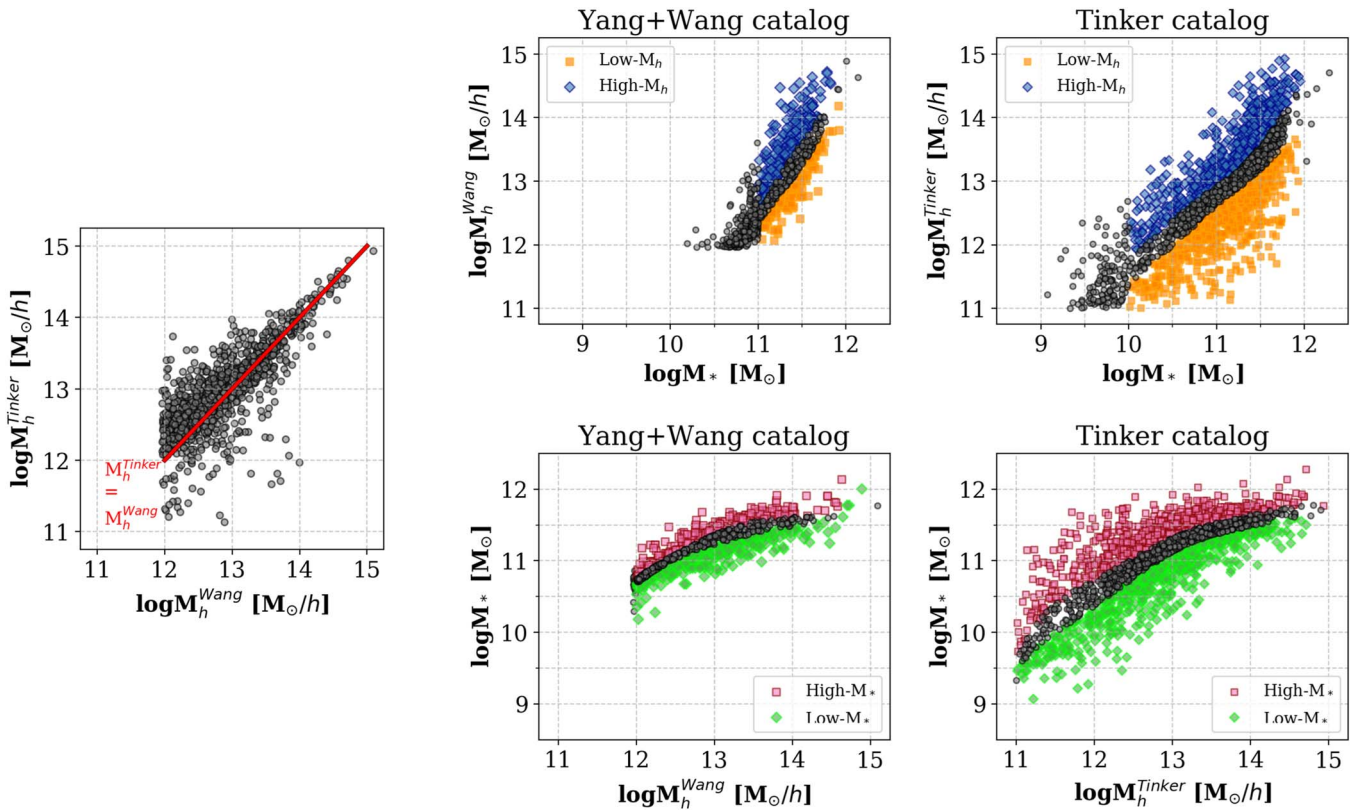 Yang+Wang catalog
Tinker catalog
15
14
13
12
11
logM_h^Wang [M_⊙/h]
Low-M_h
High-M_h
9 10 11 12
logM_* [M_⊙]
15
14
13
12
11
logM_h^Tinker [M_⊙/h]
Low-M_h
High-M_h
9 10 11 12
logM_* [M_⊙]
15
14
13
12
11
logM_h^Tinker [M_⊙/h]
M_h^Tinker
=
M_h^Wang
11 12 13 14 15
logM_h^Wang [M_⊙/h]
Yang+Wang catalog
Tinker catalog
12
11
10
9
logM_* [M_⊙]
High-M_*
Low-M_*
11 12 13 14 15
logM_h^Wang [M_⊙/h]
12
11
10
9
logM_* [M_⊙]
High-M_*
Low-M_*
11 12 13 14 15
logM_h^Tinker [M_⊙/h]